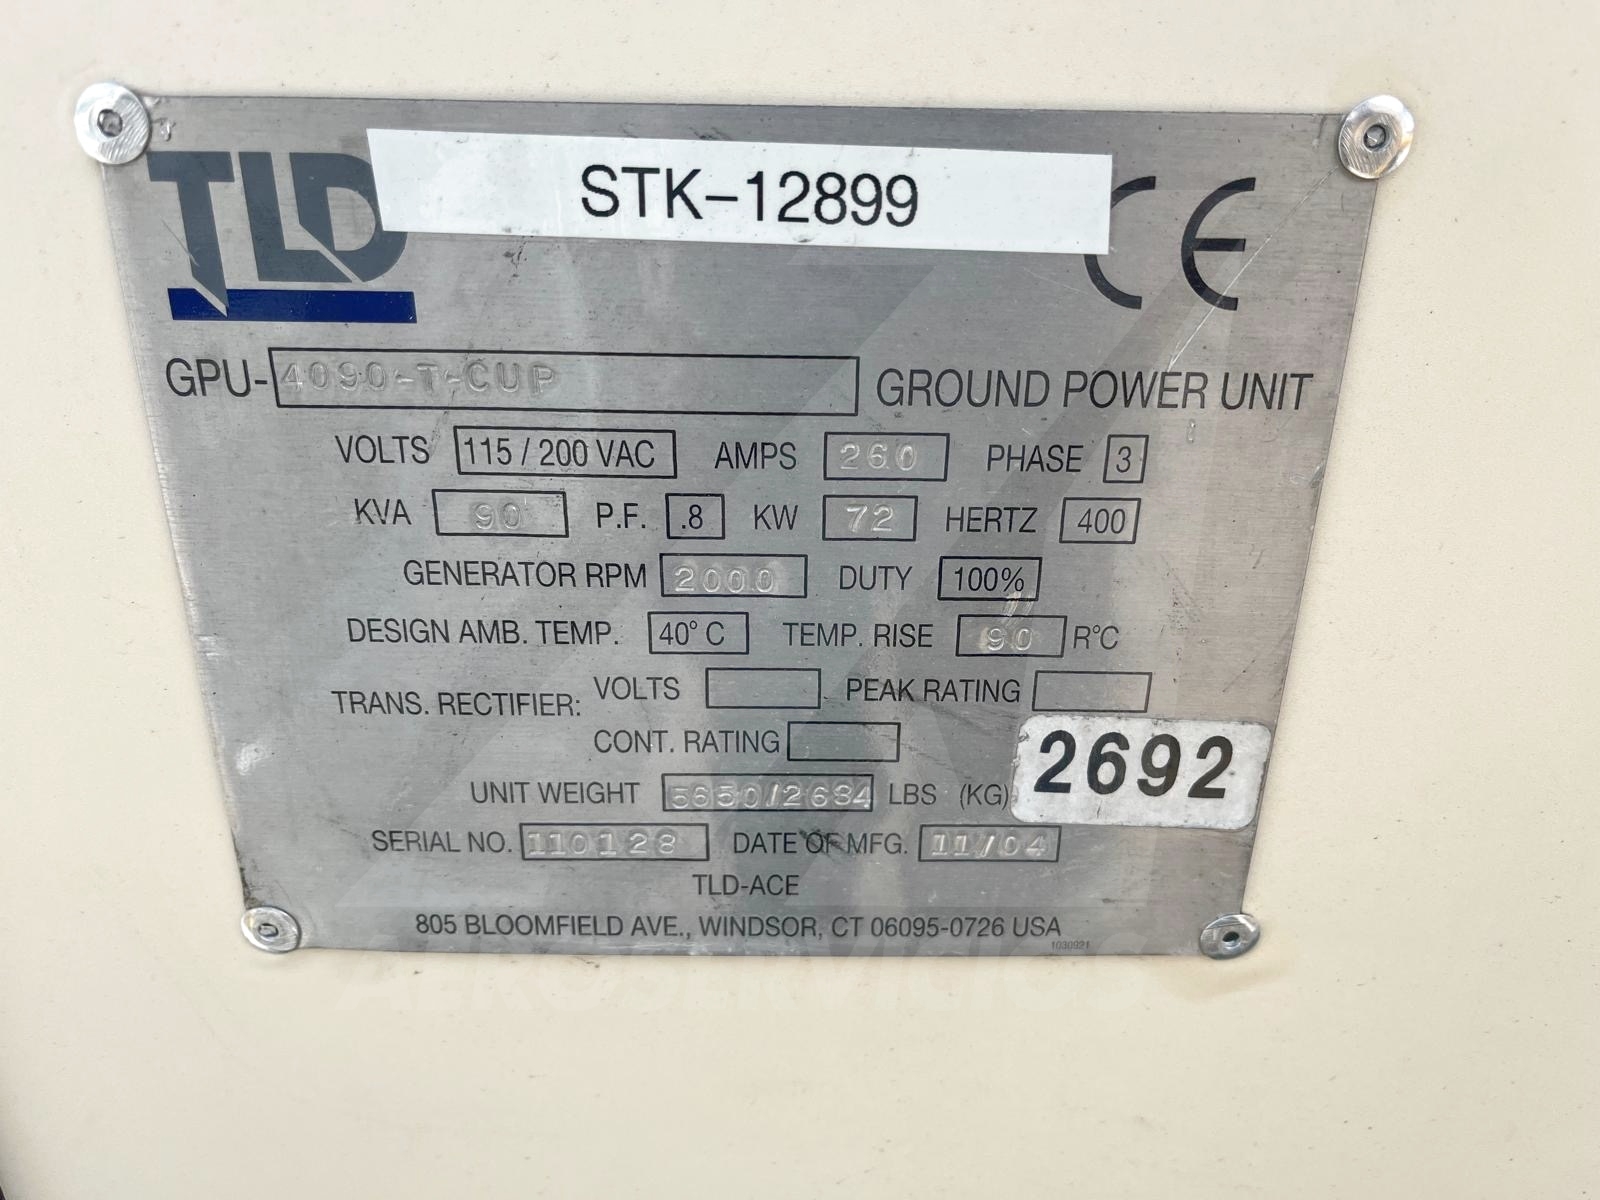 TLD
STK-12899
CE
GPU-4090-T-CUP GROUND POWER UNIT
VOLTS 115 / 200 VAC AMPS 260 PHASE 3
KVA 90 P.F. .8 KW 72 HERTZ 400
GENERATOR RPM 2000 DUTY 100%
DESIGN AMB. TEMP. 40° C TEMP. RISE 90 R°C
TRANS. RECTIFIER: VOLTS PEAK RATING
CONT. RATING
2692
UNIT WEIGHT LBS (KG)
SERIAL NO. 110128 DATE OF MFG. 11/04
TLD-ACE
805 BLOOMFIELD AVE., WINDSOR, CT 06095-0726 USA
1030921
AEROSERVICIOS